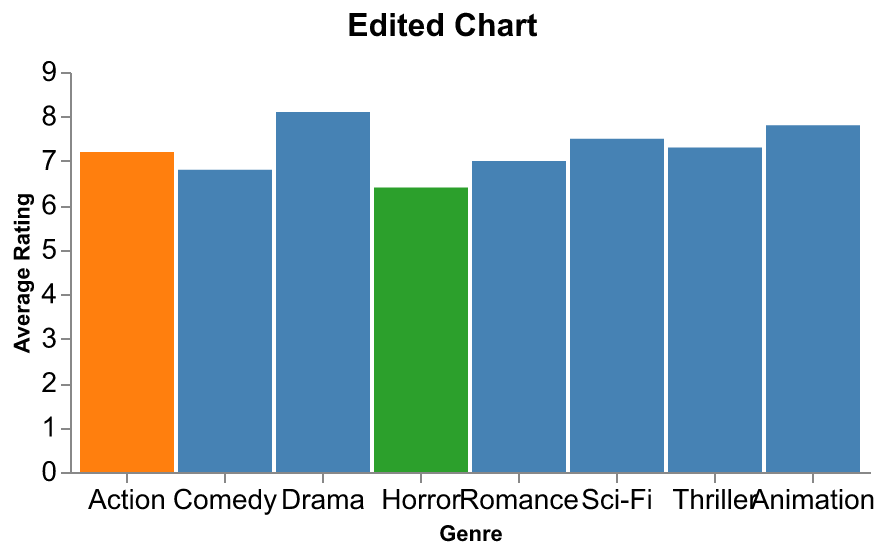 Edited Chart
9
8
7
6
5
4
3
2
1
0
Average Rating
Action Comedy Drama Horror Romance Sci-Fi Thriller Animation
Genre